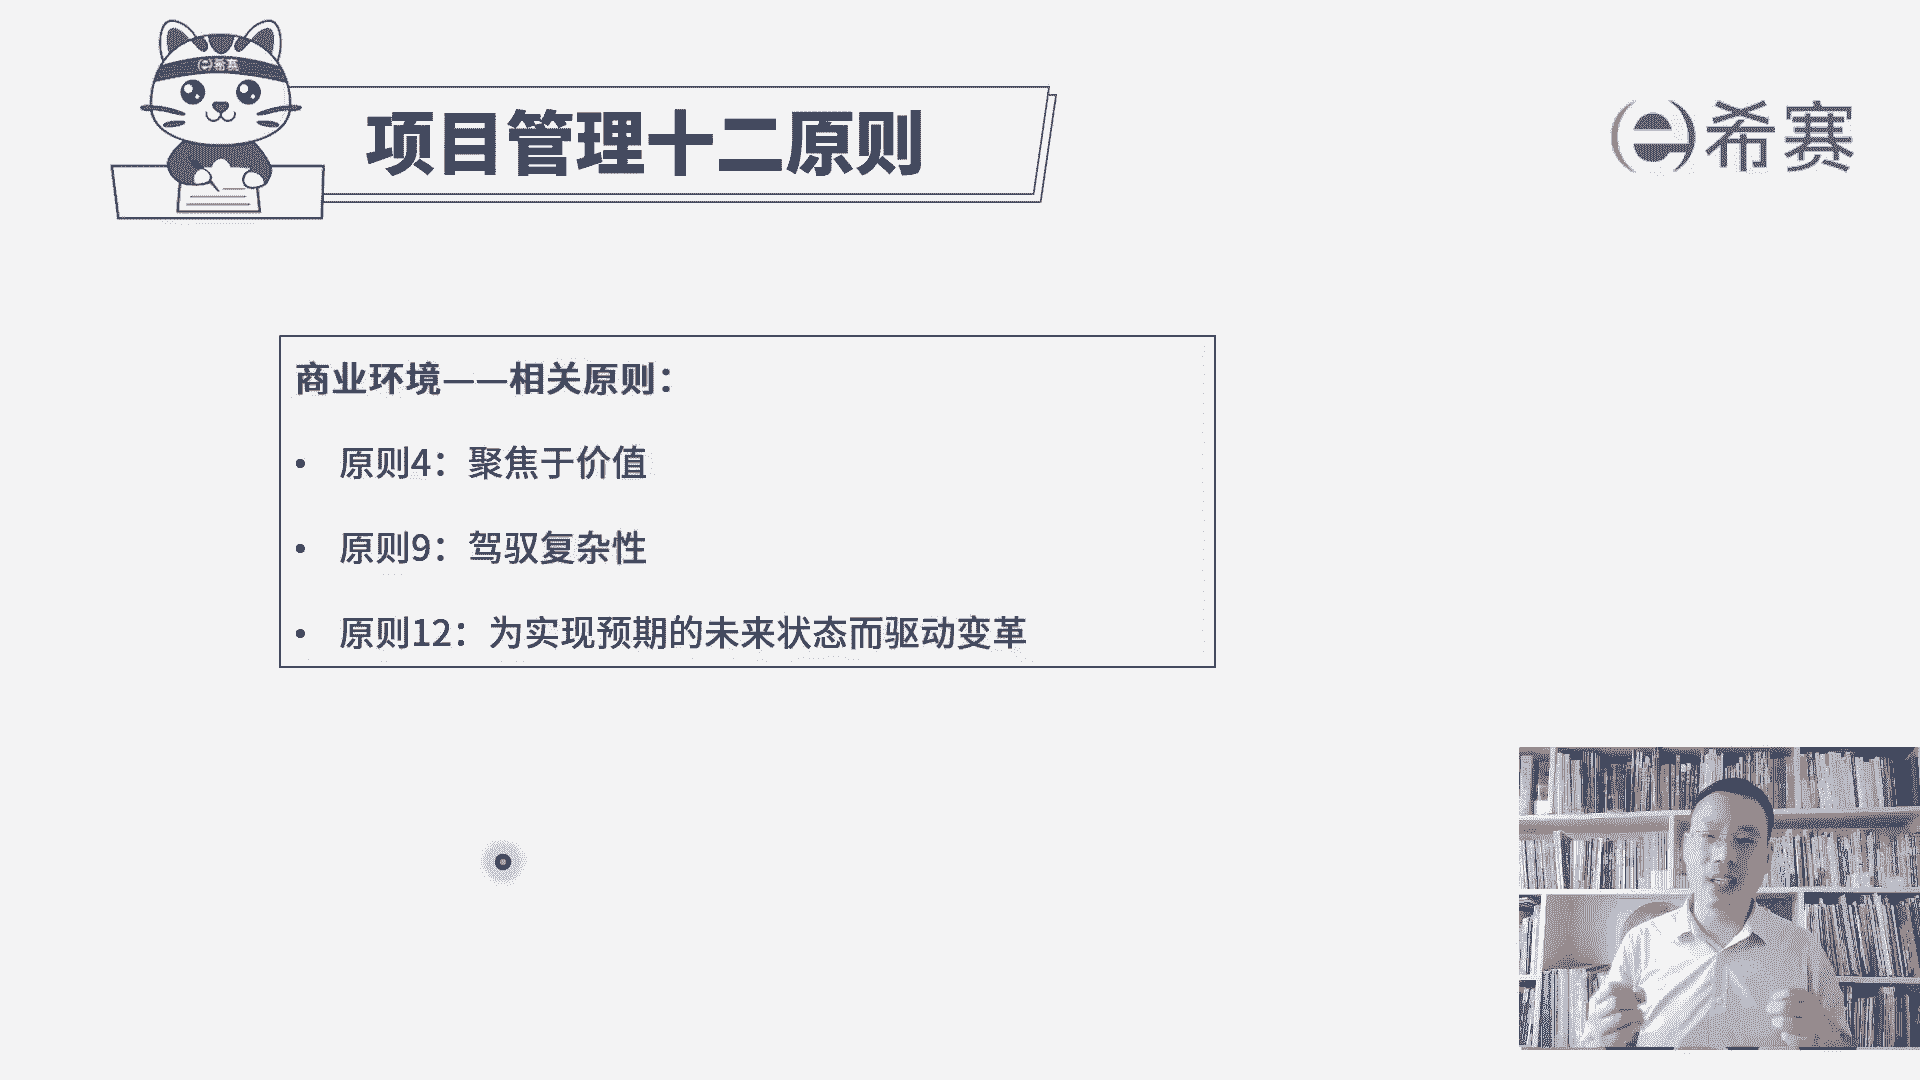 希赛
项目管理十二原则
希赛
商业环境——相关原则：
• 原则4：聚焦于价值
• 原则9：驾驭复杂性
• 原则12：为实现预期的未来状态而驱动变革